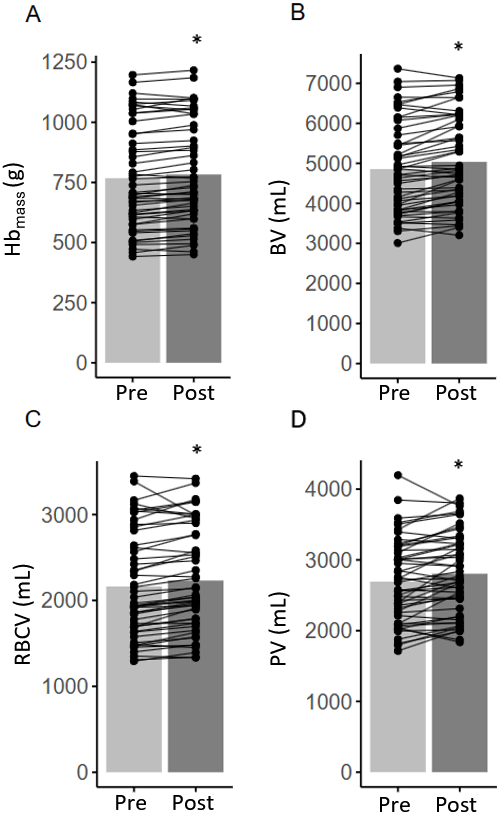 A
*
Hbmass (g)
1250
1000
750
500
250
0
Pre Post
B
*
BV (mL)
7000
6000
5000
4000
3000
2000
1000
0
Pre Post
C
*
RBCV (mL)
3000
2000
1000
0
Pre Post
D
*
PV (mL)
4000
3000
2000
1000
0
Pre Post